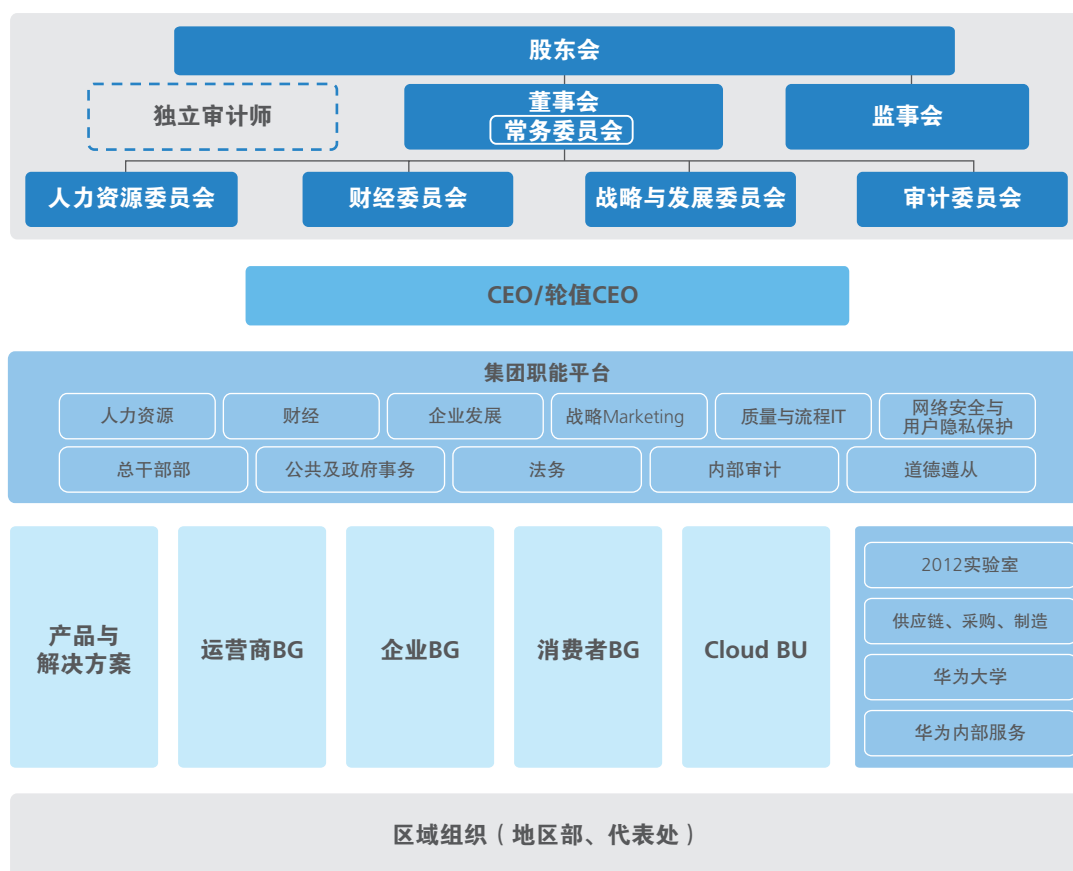 股东会
独立审计师
董事会
常务委员会
监事会
人力资源委员会
财经委员会
战略与发展委员会
审计委员会
CEO/轮值CEO
集团职能平台
人力资源
财经
企业发展
战略Marketing
质量与流程IT
网络安全与
用户隐私保护
总干部部
公共及政府事务
法务
内部审计
道德遵从
产品与
解决方案
运营商BG
企业BG
消费者BG
Cloud BU
2012实验室
供应链、采购、制造
华为大学
华为内部服务
区域组织（地区部、代表处）